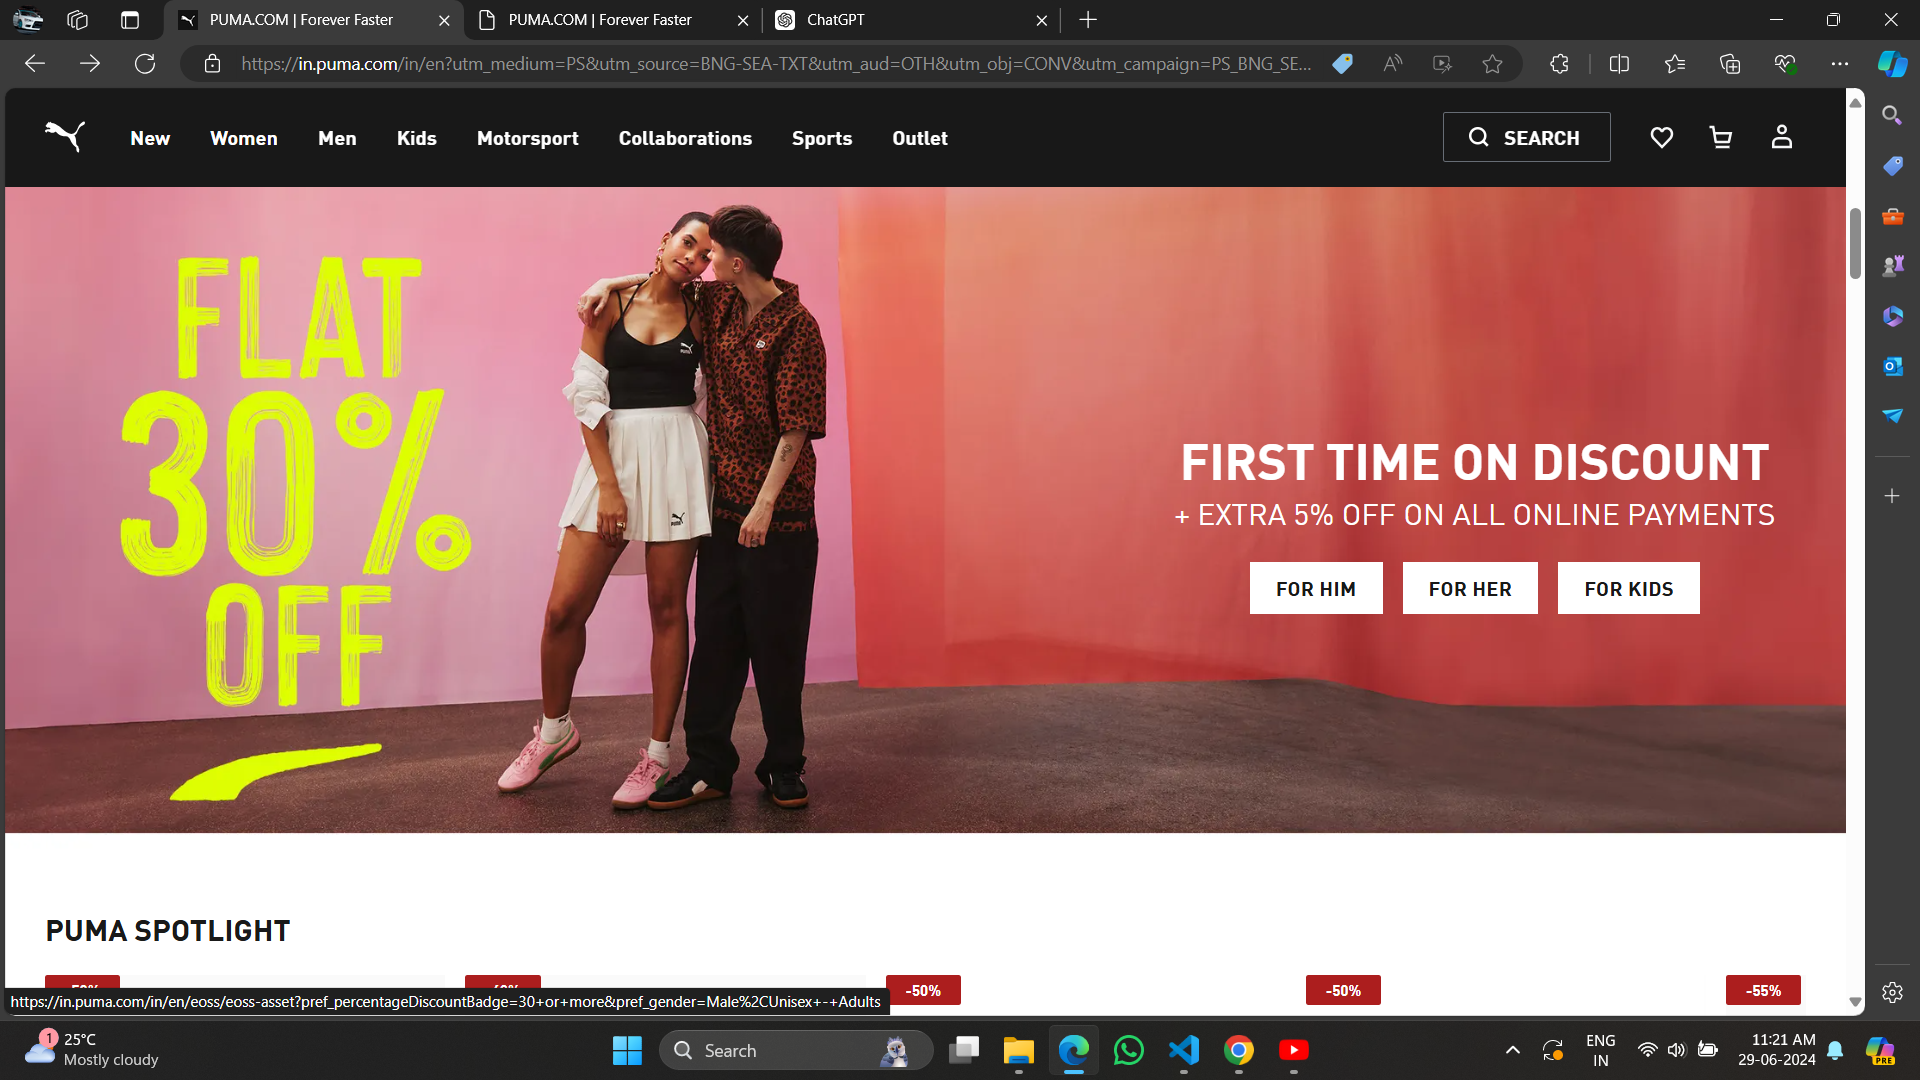 PUMA.COM | Forever Faster
PUMA.COM | Forever Faster
ChatGPT
https://in.puma.com/in/en?utm_medium=PS&utm_source=BNG-SEA-TXT&utm_aud=OTH&utm_obj=CONV&utm_campaign=PS_BNG_SE...
New Women Men Kids Motorsport Collaborations Sports Outlet
SEARCH
FLAT
30%
OFF
FIRST TIME ON DISCOUNT
+ EXTRA 5% OFF ON ALL ONLINE PAYMENTS
FOR HIM FOR HER FOR KIDS
PUMA SPOTLIGHT
-50% -50% -55%
https://in.puma.com/in/en/eoss/eoss-asset?pref_percentageDiscountBadge=30+or+more&pref_gender=Male%2CUnisex+-+Adults
1
25°C
Mostly cloudy
Search
ENG
IN
11:21 AM
29-06-2024
PRE